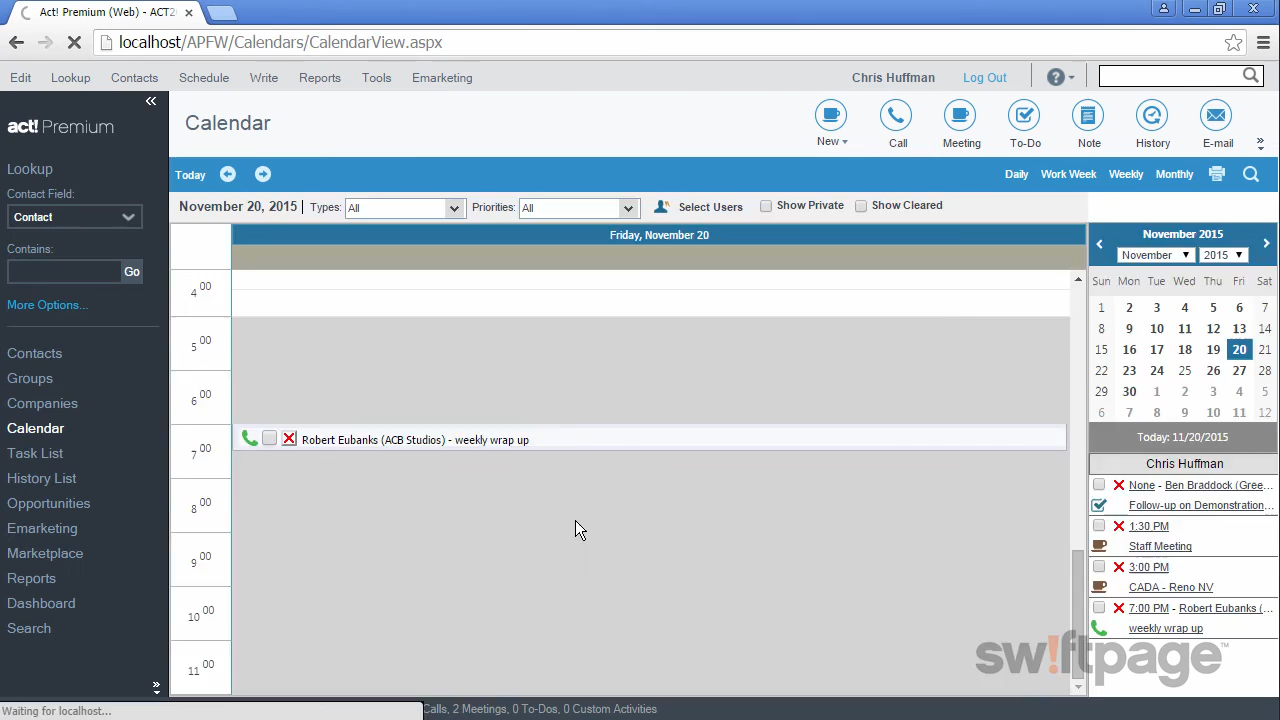 Act! Premium (Web) - ACT2
localhost/APFW/Calendars/CalendarView.aspx
Edit Lookup Contacts Schedule Write Reports Tools Emarketing Chris Huffman Log Out ?
act! Premium
Calendar
New Call Meeting To-Do Note History E-mail
Today Daily Work Week Weekly Monthly
November 20, 2015 Types: All Priorities: All Select Users Show Private Show Cleared
Lookup
Contact Field:
Contact
Contains:
Go
More Options...
Contacts
Groups
Companies
Calendar
Task List
History List
Opportunities
Emarketing
Marketplace
Reports
Dashboard
Search
Friday, November 20
4 00
5 00
6 00
7 00
Robert Eubanks (ACB Studios) - weekly wrap up
8 00
9 00
10 00
11 00
November 2015
November 2015
Sun Mon Tue Wed Thu Fri Sat
1 2 3 4 5 6 7
8 9 10 11 12 13 14
15 16 17 18 19 20 21
22 23 24 25 26 27 28
29 30 1 2 3 4 5
6 7 8 9 10 11 12
Today: 11/20/2015
Chris Huffman
None - Ben Braddock (Gree...
Follow-up on Demonstration...
1:30 PM
Staff Meeting
3:00 PM
CADA - Reno NV
7:00 PM - Robert Eubanks (...
weekly wrap up
sw!ftpage™
Waiting for localhost...
Calls, 2 Meetings, 0 To-Dos, 0 Custom Activities